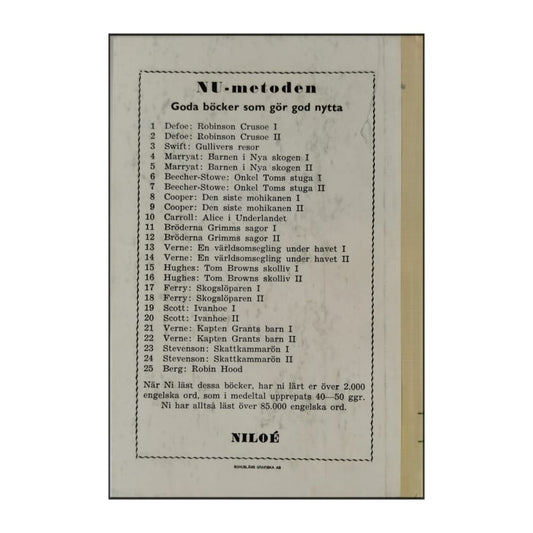 NU-metoden
Goda böcker som gör god nytta
1 Defoe: Robinson Crusoe I
2 Defoe: Robinson Crusoe II
3 Swift: Gullivers resor
4 Marryat: Barnen i Nya skogen I
5 Marryat: Barnen i Nya skogen II
6 Beecher-Stowe: Onkel Toms stuga I
7 Beecher-Stowe: Onkel Toms stuga II
8 Cooper: Den siste mohikanen I
9 Cooper: Den siste mohikanen II
10 Carroll: Alice i Underlandet
11 Bröderna Grimms sagor I
12 Bröderna Grimms sagor II
13 Verne: En världsomsegling under havet I
14 Verne: En världsomsegling under havet II
15 Hughes: Tom Browns skolliv I
16 Hughes: Tom Browns skolliv II
17 Ferry: Skogslöparen I
18 Ferry: Skogslöparen II
19 Scott: Ivanhoe I
20 Scott: Ivanhoe II
21 Verne: Kapten Grants barn I
22 Verne: Kapten Grants barn II
23 Stevenson: Skattkammarön I
24 Stevenson: Skattkammarön II
25 Berg: Robin Hood
När Ni läst dessa böcker, har ni lärt er över 2,000
engelska ord, som i medeltal upprepats 40—50 ggr.
Ni har alltså läst över 85.000 engelska ord.
NILOÉ
BOHUSLÄNS GRAFISKA AB